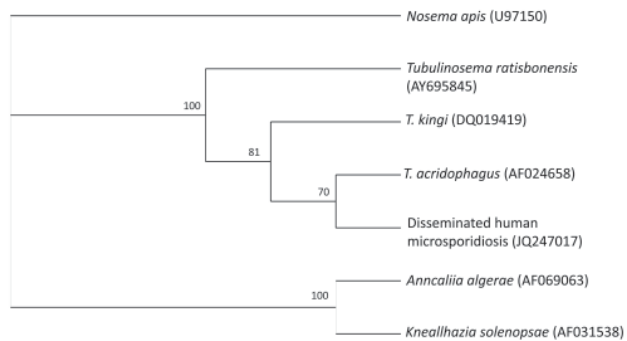 Nosema apis (U97150)
Tubulinosema ratisbonensis
(AY695845)
100
T. kingi (DQ019419)
81
T. acridophagus (AF024658)
70
Disseminated human
microsporidiosis (JQ247017)
Anncaliia algerae (AF069063)
100
Kneallhazia solenopsae (AF031538)